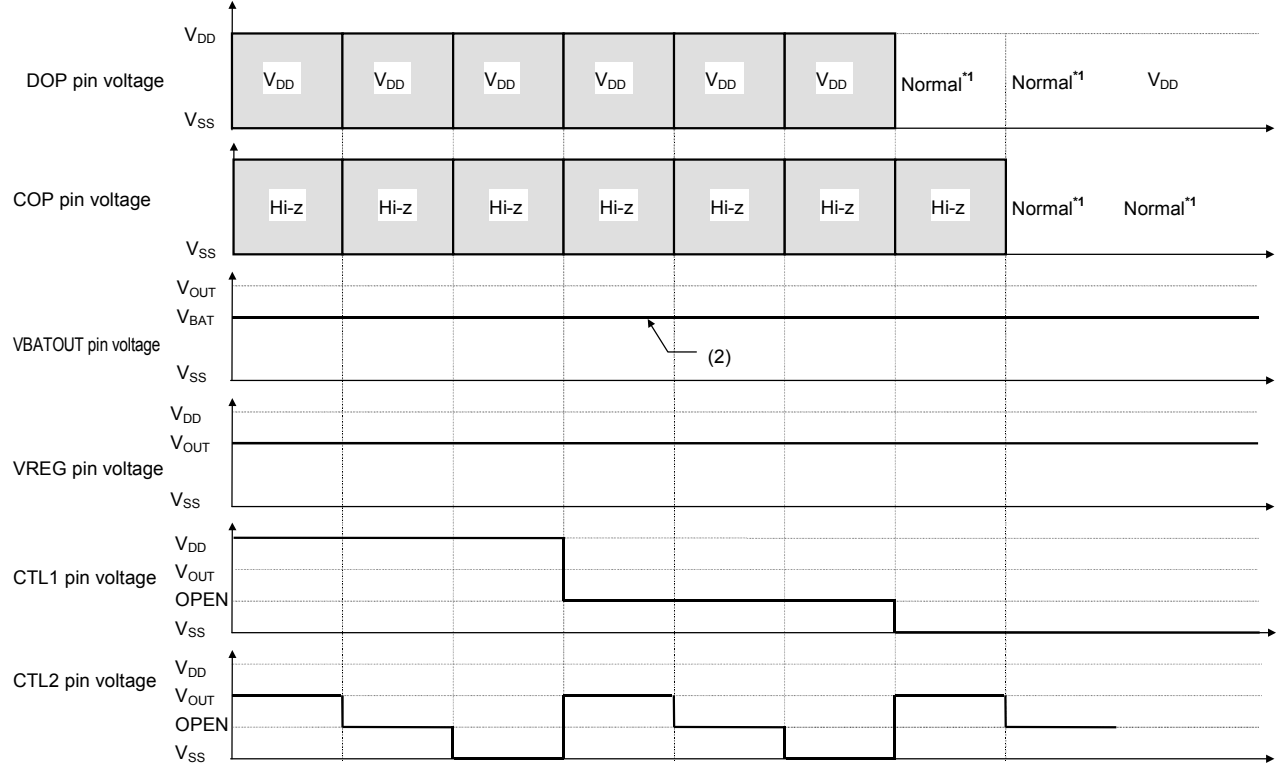 DOP pin voltage
VDD
VSS
VDD VDD VDD VDD VDD VDD Normal*1 Normal*1 VDD
COP pin voltage
VSS
Hi-z Hi-z Hi-z Hi-z Hi-z Hi-z Hi-z Normal*1 Normal*1
VBATOUT pin voltage
VOUT
VBAT
VSS
(2)
VREG pin voltage
VDD
VOUT
VSS
CTL1 pin voltage
VDD
VOUT
OPEN
VSS
CTL2 pin voltage
VDD
VOUT
OPEN
VSS